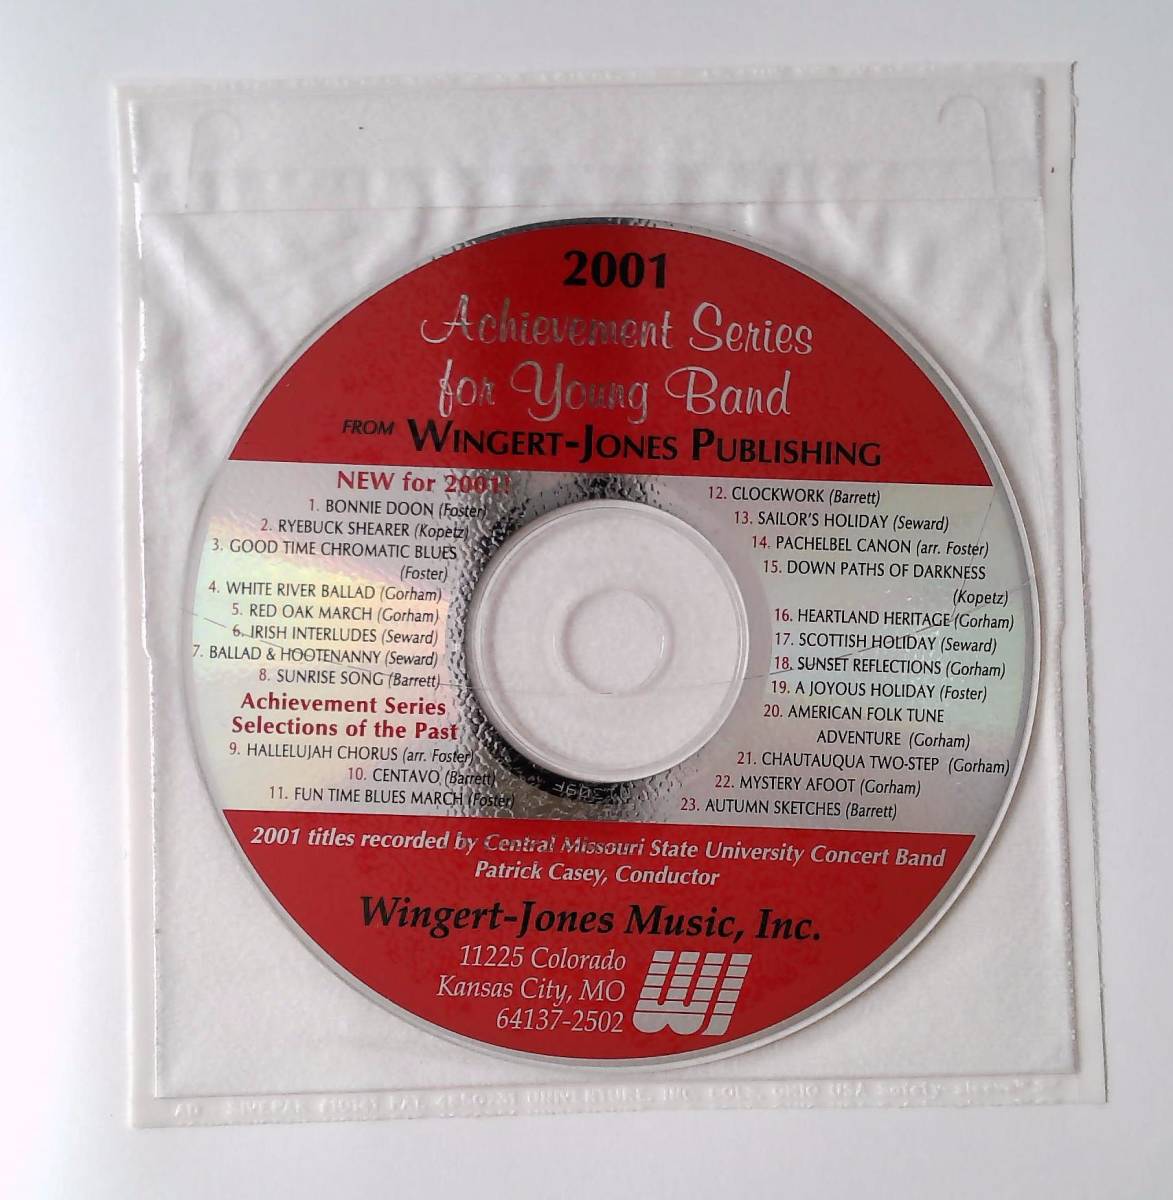 2001
Achievement Series
for Young Band
FROM WINGERT-JONES PUBLISHING
NEW for 2001!
1. BONNIE DOON (Foster)
2. RYEBUCK SHEARER (Kopetz)
3. GOOD TIME CHROMATIC BLUES
(Foster)
4. WHITE RIVER BALLAD (Gorham)
5. RED OAK MARCH (Gorham)
6. IRISH INTERLUDES (Seward)
7. BALLAD & HOOTENANNY (Seward)
8. SUNRISE SONG (Barrett)
Achievement Series
Selections of the Past
9. HALLELUJAH CHORUS (arr. Foster)
10. CENTAVO (Barrett)
11. FUN TIME BLUES MARCH (Foster)
12. CLOCKWORK (Barrett)
13. SAILOR'S HOLIDAY (Seward)
14. PACHELBEL CANON (arr. Foster)
15. DOWN PATHS OF DARKNESS
(Kopetz)
16. HEARTLAND HERITAGE (Gorham)
17. SCOTTISH HOLIDAY (Seward)
18. SUNSET REFLECTIONS (Gorham)
19. A JOYOUS HOLIDAY (Foster)
20. AMERICAN FOLK TUNE
ADVENTURE (Gorham)
21. CHAUTAUQUA TWO-STEP (Gorham)
22. MYSTERY AFOOT (Gorham)
23. AUTUMN SKETCHES (Barrett)
2001 titles recorded by Central Missouri State University Concert Band
Patrick Casey, Conductor
Wingert-Jones Music, Inc.
11225 Colorado
Kansas City, MO
64137-2502
WJ